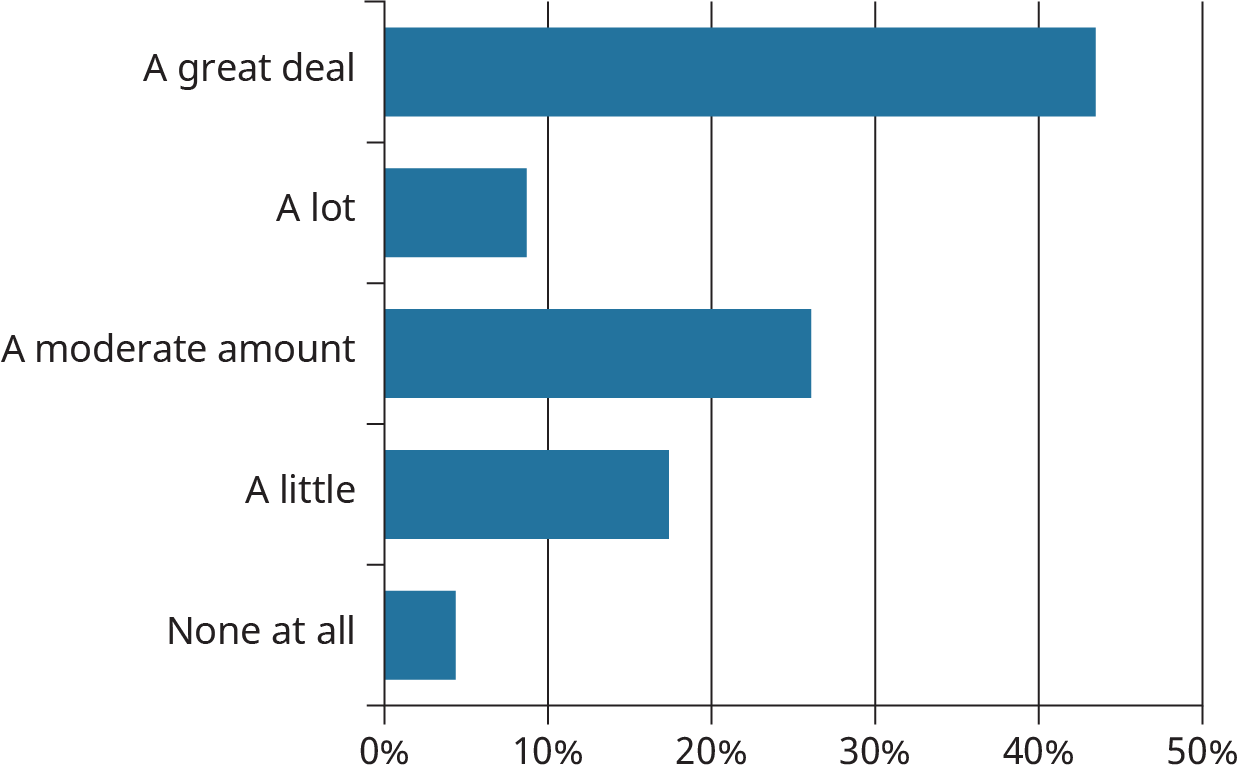 A great deal
A lot
A moderate amount
A little
None at all
0% 10% 20% 30% 40% 50%